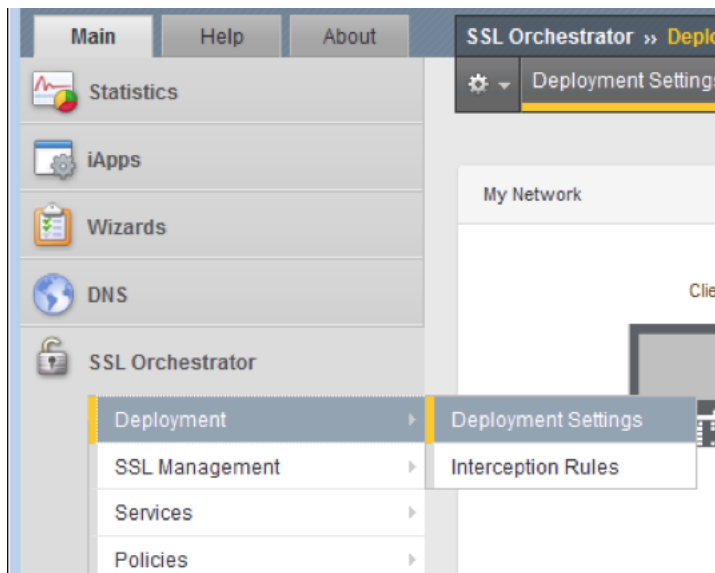 Main Help About
SSL Orchestrator »
Deployment Settings
Statistics
iApps
My Network
Wizards
DNS
SSL Orchestrator
Deployment
Deployment Settings
SSL Management
Interception Rules
Services
Policies